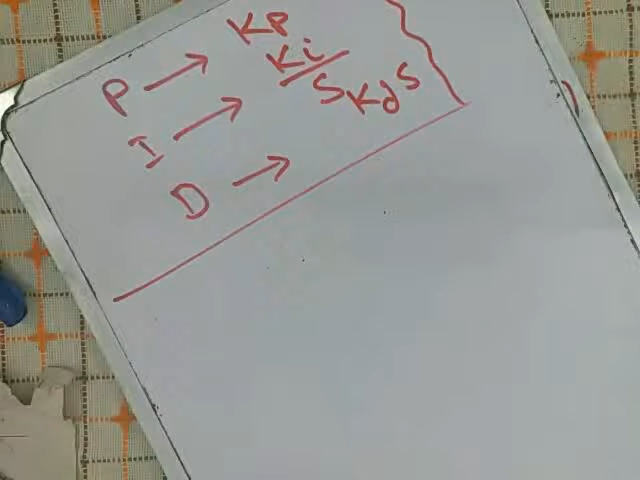 P → KP
I → Ki/S
D → KdS